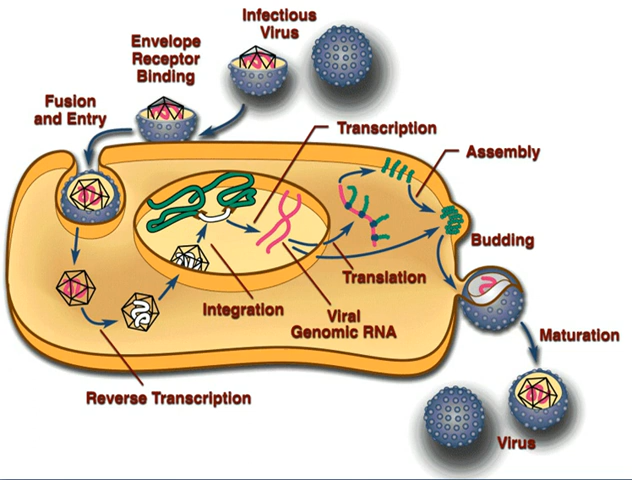 Infectious
Virus
Envelope
Receptor
Binding
Fusion
and Entry
Transcription
Assembly
Budding
Translation
Integration
Viral
Genomic RNA
Maturation
Reverse Transcription
Virus